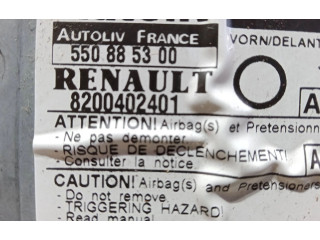 AUTOLIV FRANCE
550 88 53 00
VORN/DELANT
RENAULT
8200402401
ATTENTION! Airbag(s) et Pretension
- Ne pas demonter.
- RISQUE DE DECLENCHEMENT!
- Consulter la notice.
CAUTION! Airbag(s) and Pretensioners
- Do not remove.
- TRIGGERING HAZARD!
- Read manual